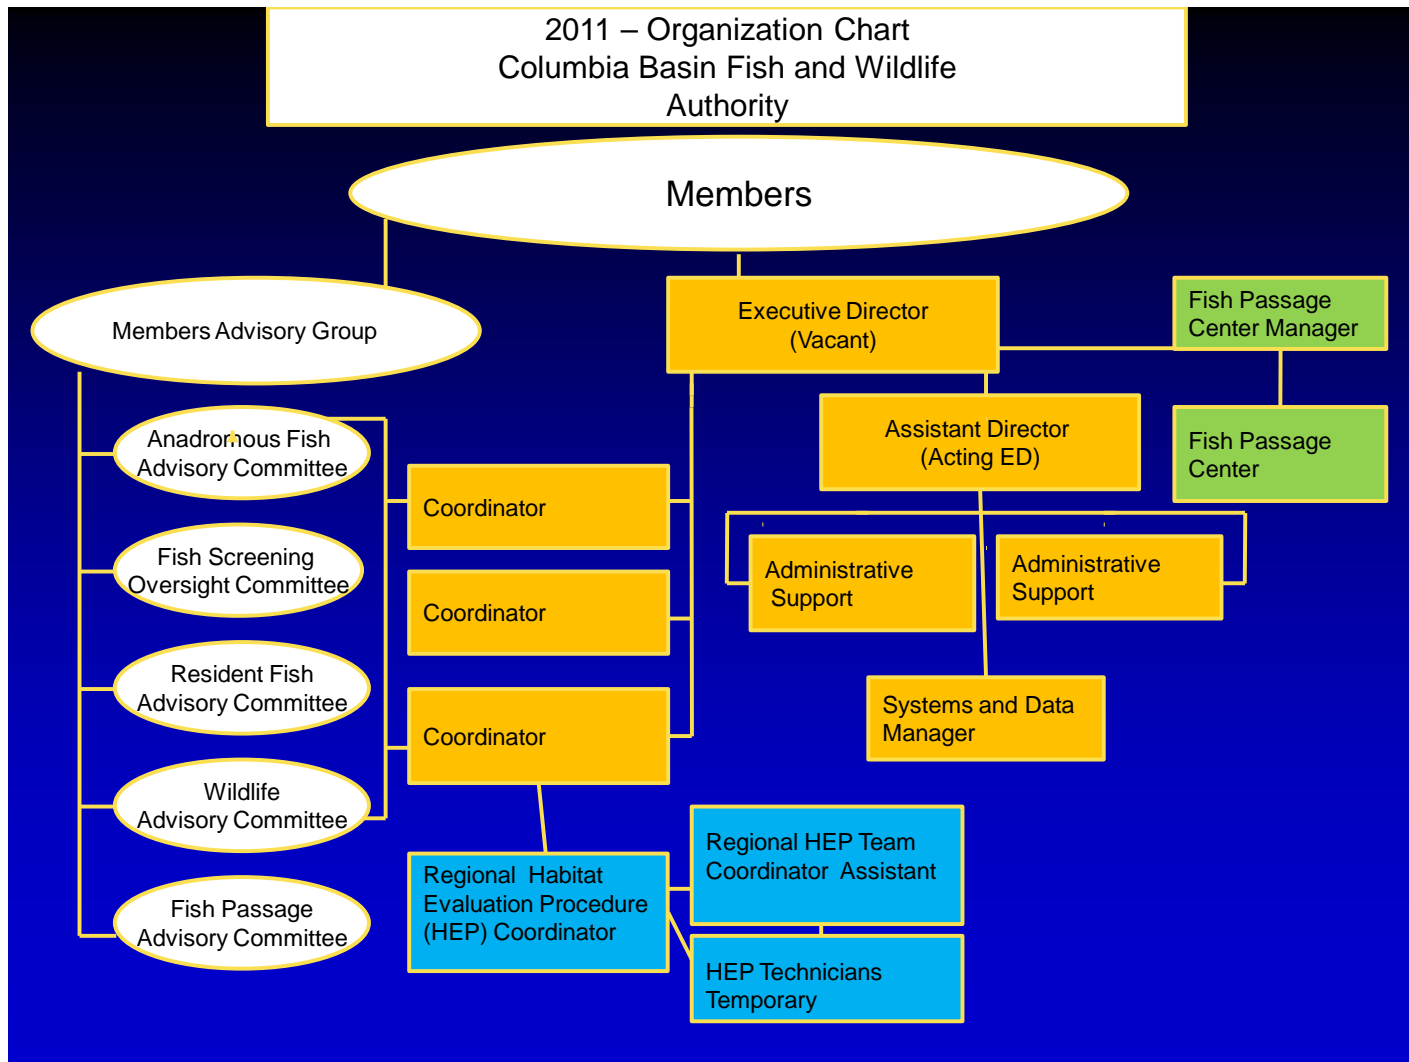 2011 – Organization Chart
Columbia Basin Fish and Wildlife
Authority
Members
Members Advisory Group
Executive Director
(Vacant)
Fish Passage
Center Manager
Assistant Director
(Acting ED)
Fish Passage
Center
Anadromous Fish
Advisory Committee
Coordinator
Fish Screening
Oversight Committee
Coordinator
Administrative
Support
Administrative
Support
Resident Fish
Advisory Committee
Coordinator
Systems and Data
Manager
Wildlife
Advisory Committee
Regional Habitat
Evaluation Procedure
(HEP) Coordinator
Regional HEP Team
Coordinator Assistant
Fish Passage
Advisory Committee
HEP Technicians
Temporary